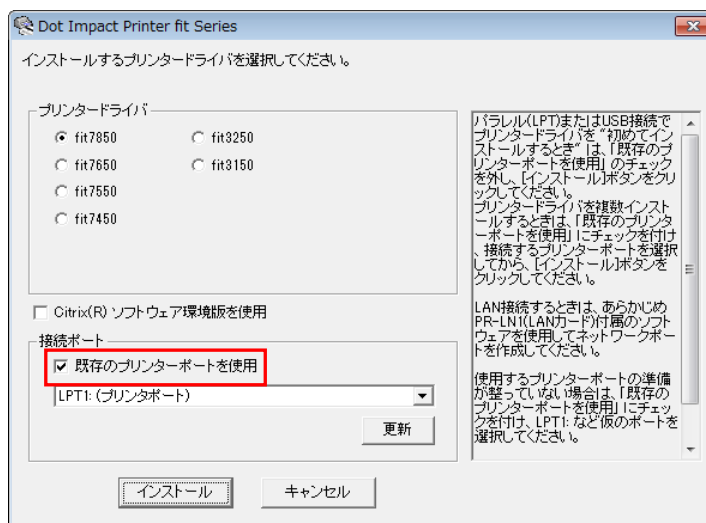 Dot Impact Printer fit Series
インストールするプリンタードライバを選択してください。
プリンタードライバ
fit7850
fit3250
fit7650
fit3150
fit7550
fit7450
Citrix(R) ソフトウェア環境版を使用
接続ポート
既存のプリンターポートを使用
LPT1: (プリンタポート)
更新
インストール
キャンセル
パラレル(LPT)またはUSB接続で
プリンタードライバを "初めてイン
ストールするとき" は、「既存のプ
リンターポートを使用」のチェック
を外し、[インストール]ボタンをクリ
ックしてください。
プリンタードライバを複数インスト
ールするときは、「既存のプリンタ
ーポートを使用」にチェックを付け
、接続するプリンターポートを選択
してから、[インストール]ボタンを
クリックしてください。
LAN接続するときは、あらかじめ
PR-LN1(LANカード)付属のソフト
ウェアを使用してネットワークポー
トを作成してください。
使用するプリンターポートの準備
が整っていない場合は、「既存の
プリンターポートを使用」にチェッ
クを付け、LPT1: など仮のポートを
選択してください。